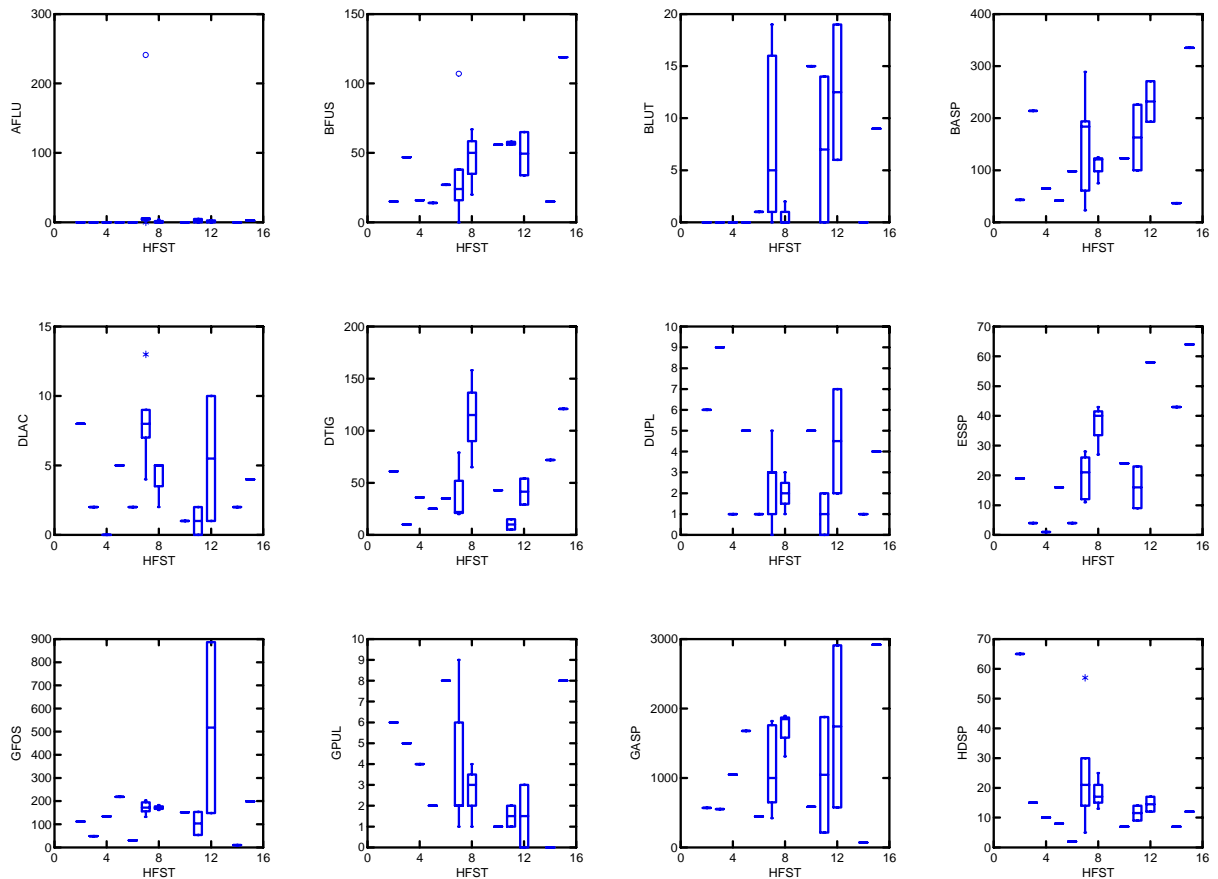 AFLU
300
200
100
0
0 4 8 12 16
HFST
BFUS
150
100
50
0
0 4 8 12 16
HFST
BLUT
20
15
10
5
0
0 4 8 12 16
HFST
BASP
400
300
200
100
0
0 4 8 12 16
HFST
DLAC
15
10
5
0
0 4 8 12 16
HFST
DTIG
200
150
100
50
0
0 4 8 12 16
HFST
DUPL
10
9
8
7
6
5
4
3
2
1
0
0 4 8 12 16
HFST
ESSP
70
60
50
40
30
20
10
0
0 4 8 12 16
HFST
GFOS
900
800
700
600
500
400
300
200
100
0
0 4 8 12 16
HFST
GPUL
10
9
8
7
6
5
4
3
2
1
0
0 4 8 12 16
HFST
GASP
3000
2000
1000
0
0 4 8 12 16
HFST
HDSP
70
60
50
40
30
20
10
0
0 4 8 12 16
HFST